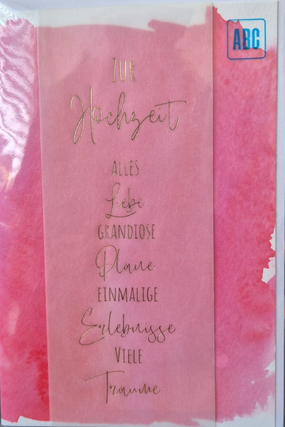 ABC
ZUR
Hochzeit
ALLES
Liebe
GRANDIOSE
Pläne
EINMALIGE
Erlebnisse
VIELE
Träume